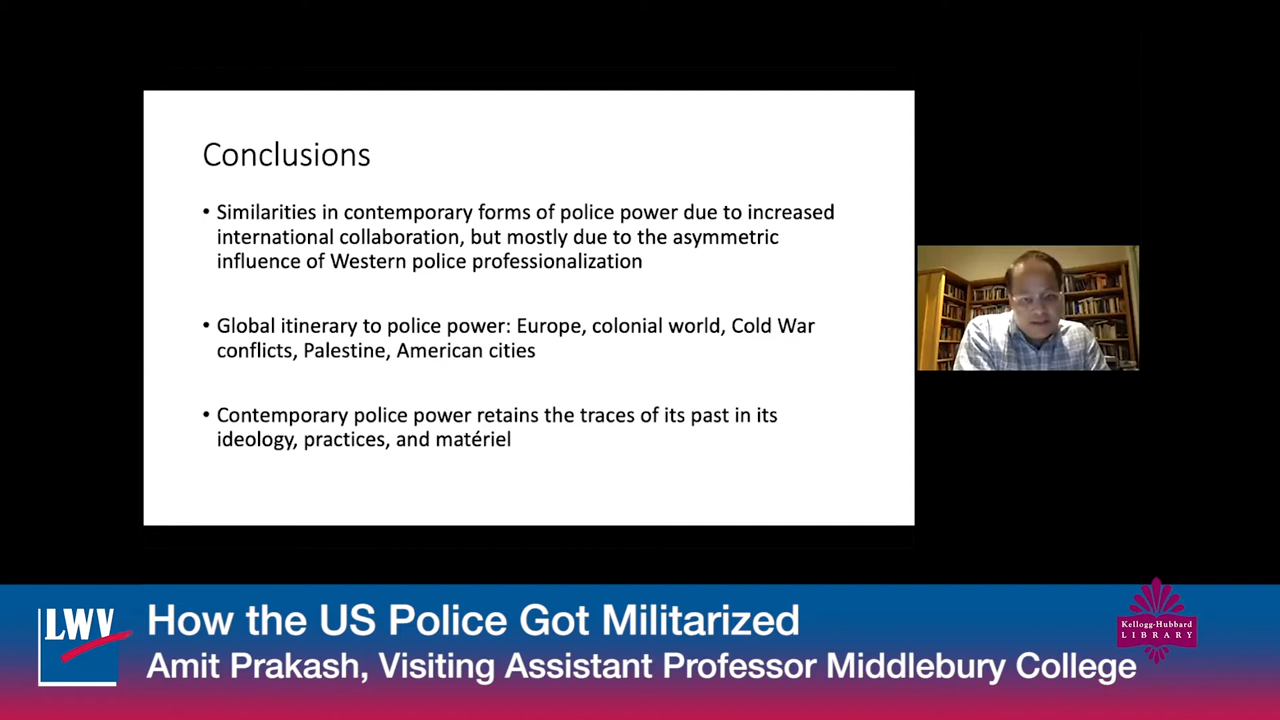 Conclusions
• Similarities in contemporary forms of police power due to increased
international collaboration, but mostly due to the asymmetric
influence of Western police professionalization
• Global itinerary to police power: Europe, colonial world, Cold War
conflicts, Palestine, American cities
• Contemporary police power retains the traces of its past in its
ideology, practices, and matériel
LWV
How the US Police Got Militarized
Amit Prakash, Visiting Assistant Professor Middlebury College
Kellogg-Hubbard
LIBRARY